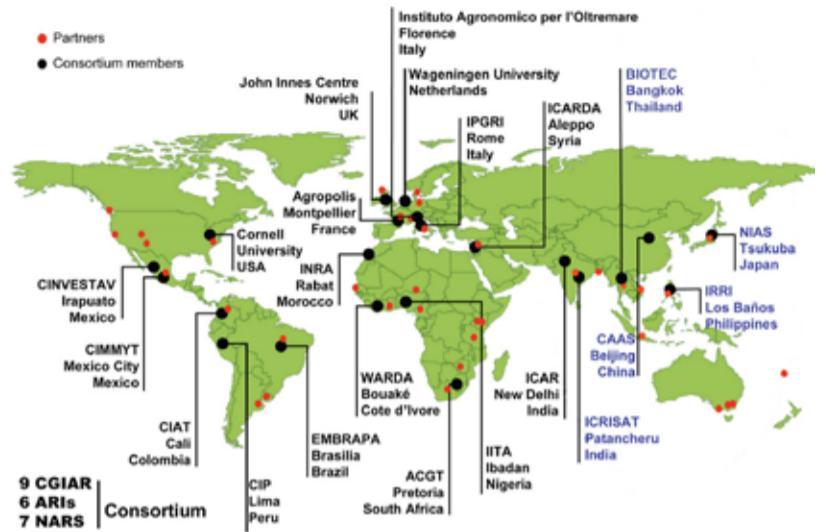 Partners
Consortium members
Instituto Agronomico per l'Oltremare
Florence
Italy
John Innes Centre
Norwich
UK
Wageningen University
Netherlands
IPGRI
Rome
Italy
ICARDA
Aleppo
Syria
BIOTEC
Bangkok
Thailand
Agropolis
Montpellier
France
Cornell
University
USA
CINVESTAV
Irapuato
Mexico
INRA
Rabat
Morocco
NIAS
Tsukuba
Japan
IRRI
Los Baños
Philippines
CIMMYT
Mexico City
Mexico
CAAS
Beijing
China
WARDA
Bouaké
Cote d'Ivore
ICAR
New Delhi
India
CIAT
Cali
Colombia
EMBRAPA
Brasilia
Brazil
IITA
Ibadan
Nigeria
ICRISAT
Patancheru
India
CIP
Lima
Peru
ACGT
Pretoria
South Africa
9 CGIAR
6 ARIs
7 NARS
Consortium